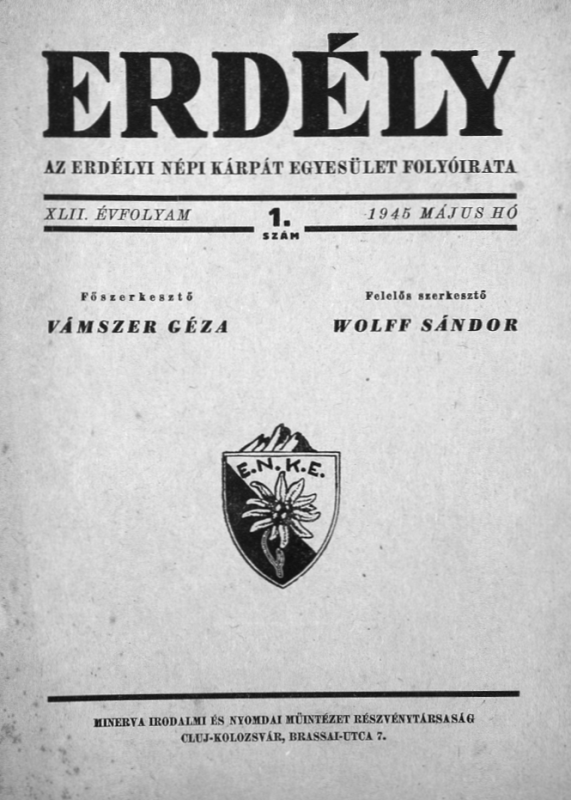 ERDÉLY
AZ ERDÉLYI NÉPI KÁRPÁT EGYESÜLET FOLYÓIRATA
XLII. ÉVFOLYAM
1.
SZÁM
1945 MÁJUS HÓ
Főszerkesztő
VÁMSZER GÉZA
Felelős szerkesztő
WOLFF SÁNDOR
E.N.K.E.
MINERVA IRODALMI ÉS NYOMDAI MŰINTÉZET RÉSZVÉNYTÁRSASÁG
CLUJ-KOLOZSVÁR, BRASSAI-UTCA 7.